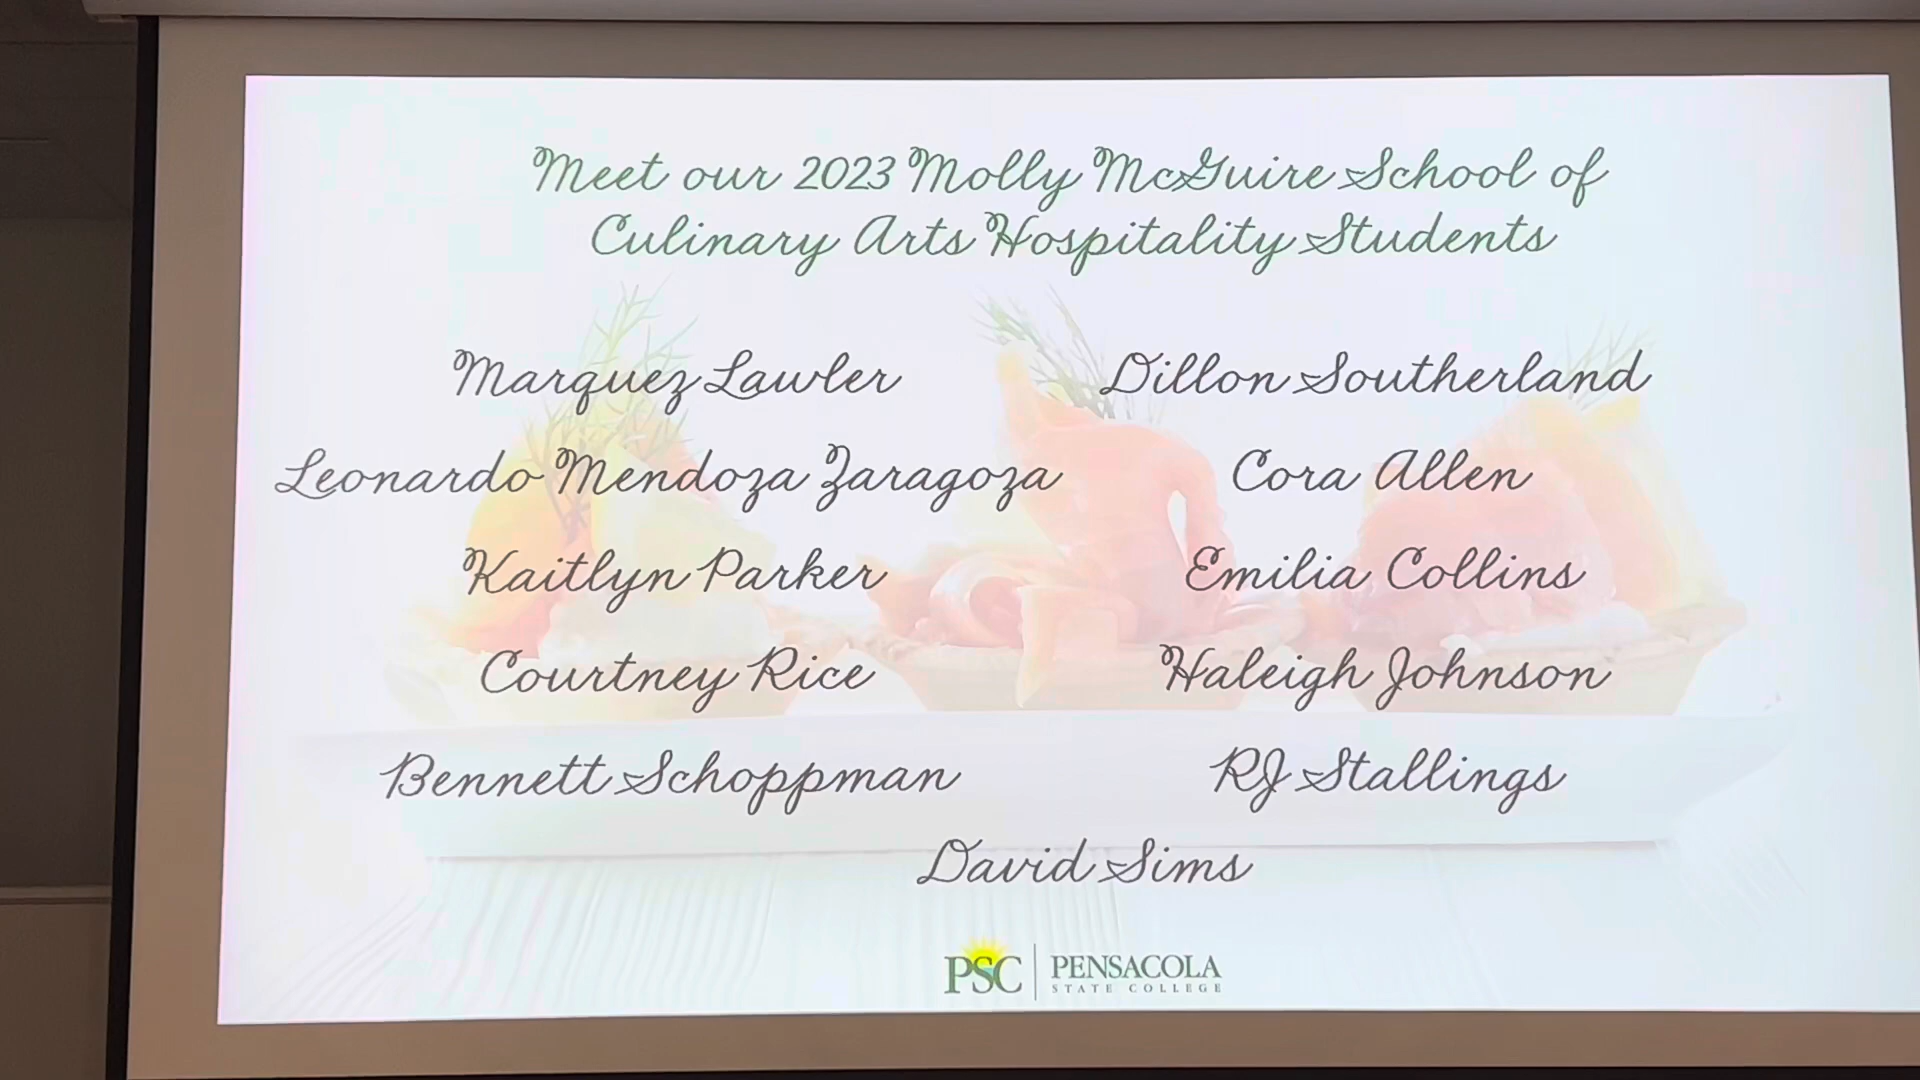 Meet our 2023 Molly McGuire School of
Culinary Arts Hospitality Students
Marquez Lawler
Dillon Southerland
Leonardo Mendoza Zaragoza
Cora Allen
Kaitlyn Parker
Emilia Collins
Courtney Rice
Haleigh Johnson
Bennett Schoppman
RJ Stallings
David Sims
PSC PENSACOLA
STATE COLLEGE